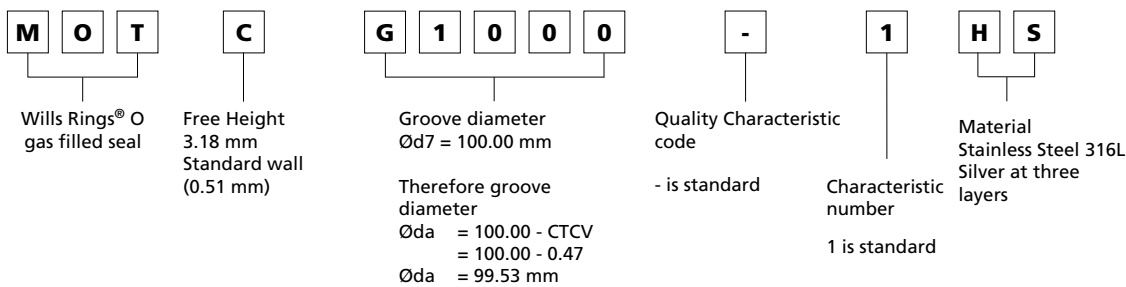 M O T C G 1 0 0 0 - 1 H S
Wills Rings® O
gas filled seal
Free Height
3.18 mm
Standard wall
(0.51 mm)
Groove diameter
Ød7 = 100.00 mm
Therefore groove
diameter
Øda = 100.00 - CTCV
= 100.00 - 0.47
Øda = 99.53 mm
Quality Characteristic
code
- is standard
Characteristic
number
1 is standard
Material
Stainless Steel 316L
Silver at three
layers